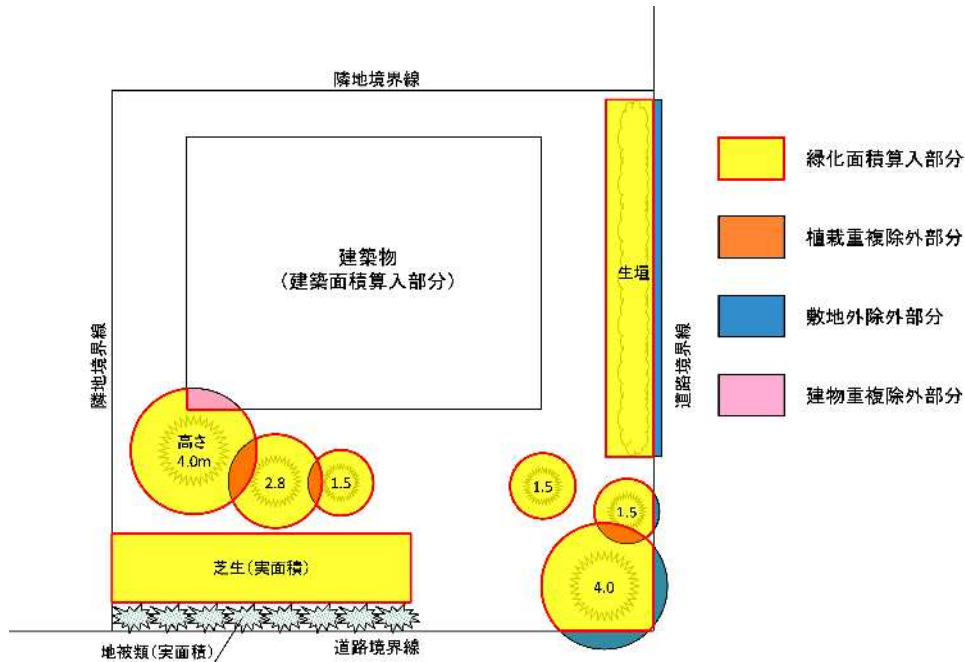 隣地境界線
建築物
(建築面積算入部分)
隣地境界線
生垣
道路境界線
緑化面積算入部分
植栽重複除外部分
敷地外除外部分
建物重複除外部分
高さ
4.0m
2.8
1.5
1.5
1.5
4.0
芝生(実面積)
地被類(実面積)
道路境界線